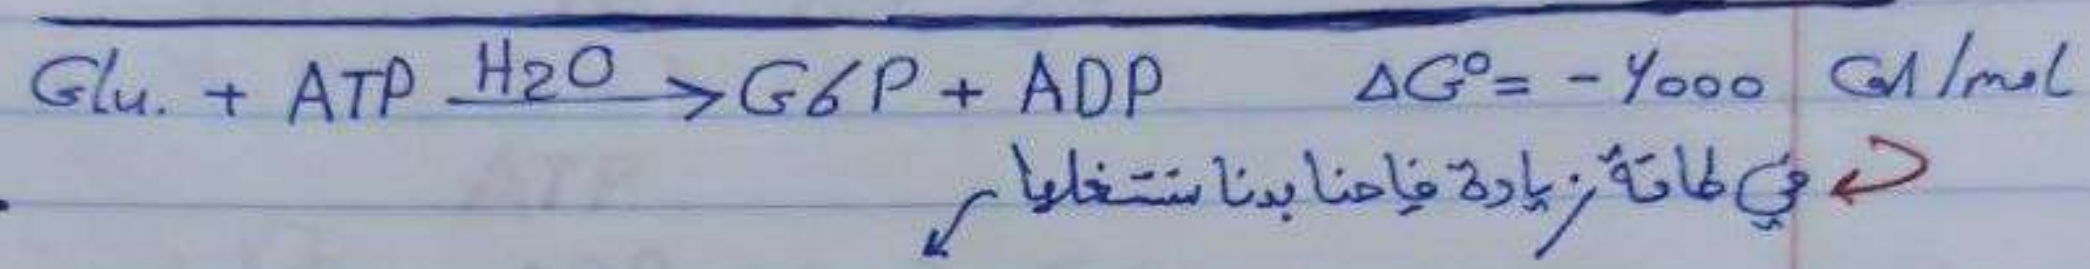 Glu. + ATP H2O → G6P + ADP ΔG° = - 4000 Cal/mol
في طاقة زيادة فاحنا بدنا نستغلها